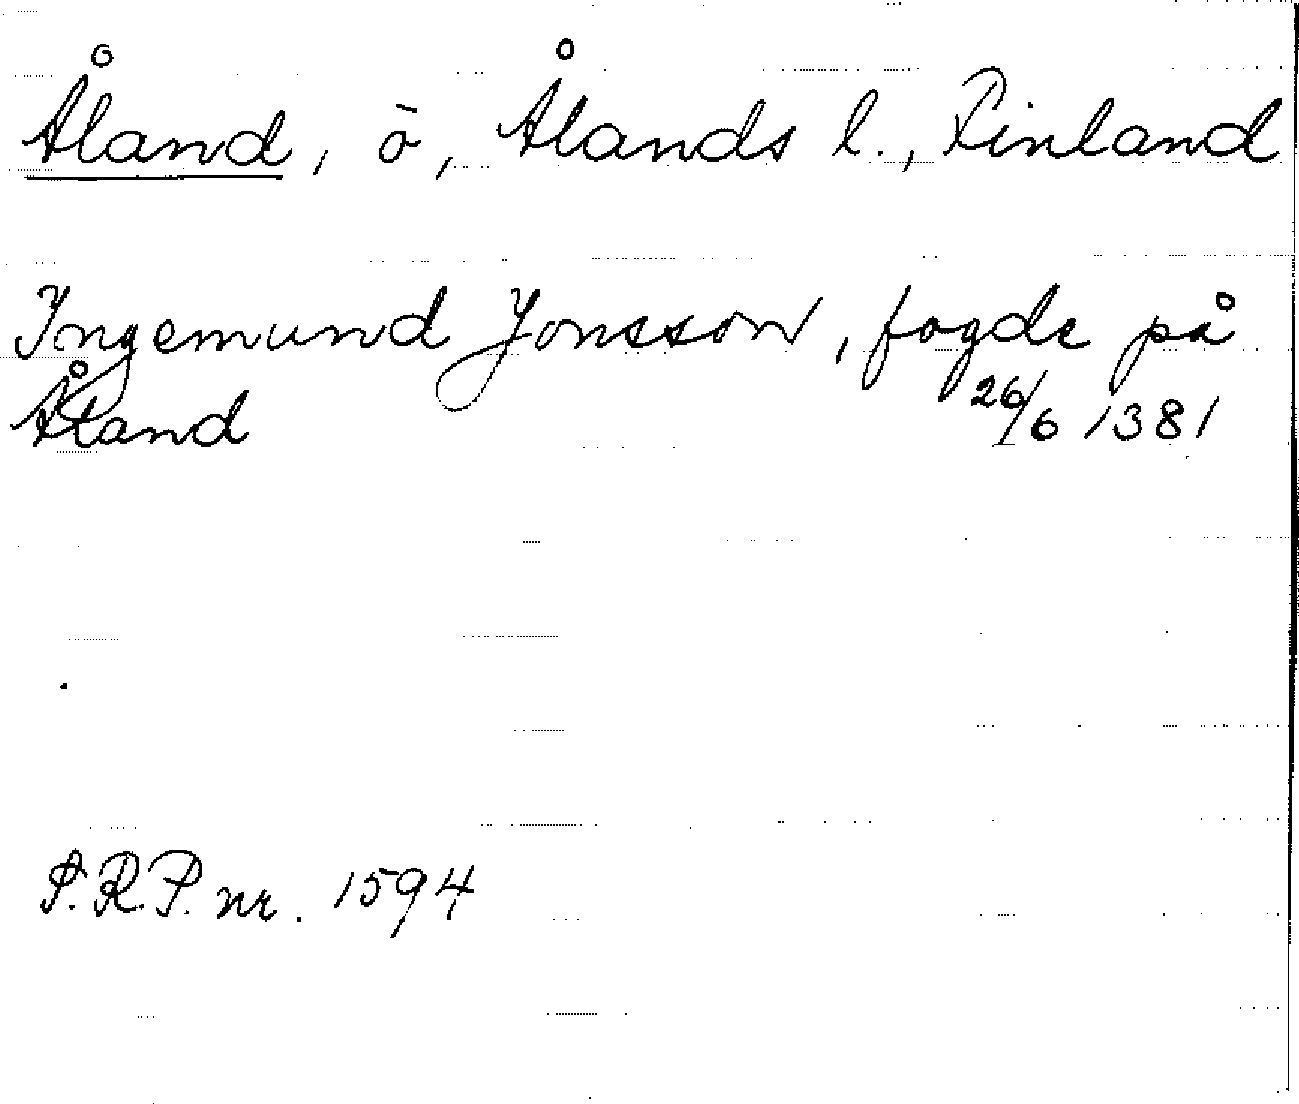 Åland, ö, Ålands l., Finland
Ingemund Jonsson, fogde på
Åland 26/6 1381
S.R.P. nr. 1594